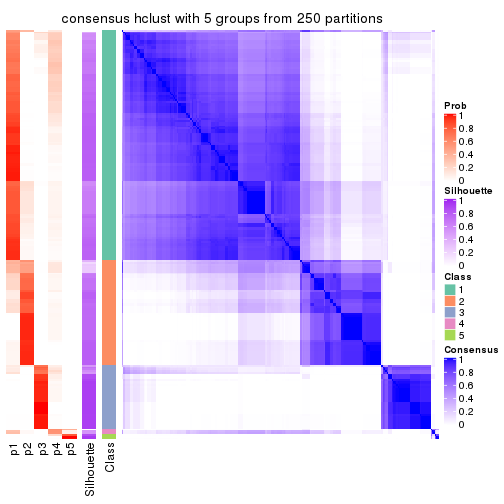 consensus hclust with 5 groups from 250 partitions
Prob
1
0.8
0.6
0.4
0.2
0
Silhouette
1
0.8
0.6
0.4
0.2
0
Class
1
2
3
4
5
Consensus
1
0.8
0.6
0.4
0.2
0
p1
p2
p3
p4
p5
Silhouette
Class